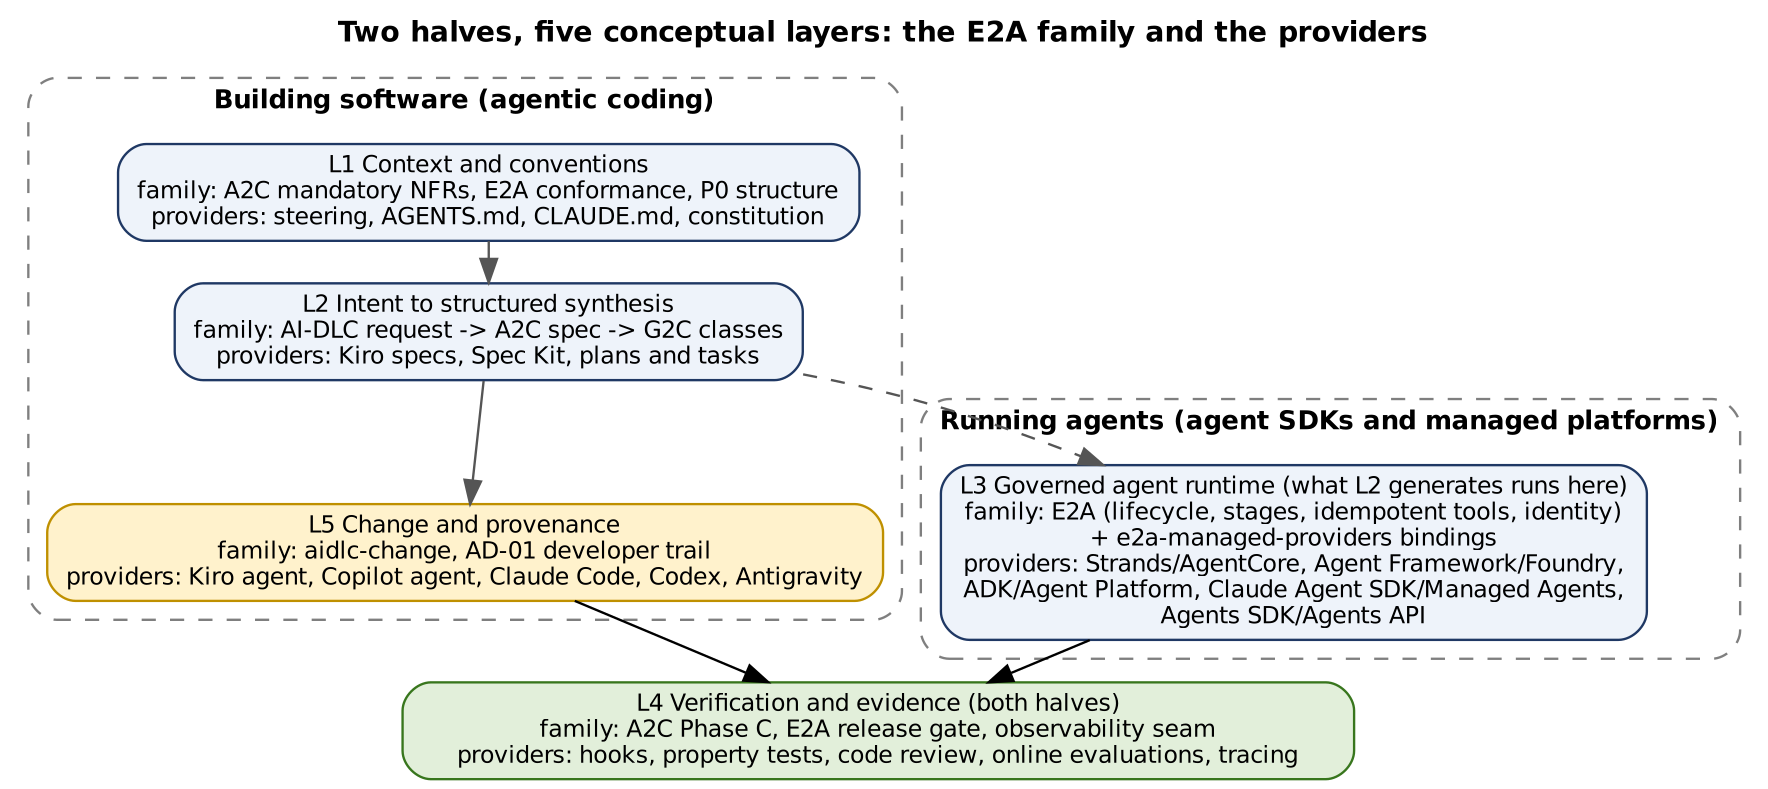 Two halves, five conceptual layers: the E2A family and the providers
Building software (agentic coding)
L1 Context and conventions
family: A2C mandatory NFRs, E2A conformance, P0 structure
providers: steering, AGENTS.md, CLAUDE.md, constitution
L2 Intent to structured synthesis
family: AI-DLC request -> A2C spec -> G2C classes
providers: Kiro specs, Spec Kit, plans and tasks
Running agents (agent SDKs and managed platforms)
L3 Governed agent runtime (what L2 generates runs here)
family: E2A (lifecycle, stages, idempotent tools, identity)
+ e2a-managed-providers bindings
providers: Strands/AgentCore, Agent Framework/Foundry,
ADK/Agent Platform, Claude Agent SDK/Managed Agents,
Agents SDK/Agents API
L5 Change and provenance
family: aidlc-change, AD-01 developer trail
providers: Kiro agent, Copilot agent, Claude Code, Codex, Antigravity
L4 Verification and evidence (both halves)
family: A2C Phase C, E2A release gate, observability seam
providers: hooks, property tests, code review, online evaluations, tracing